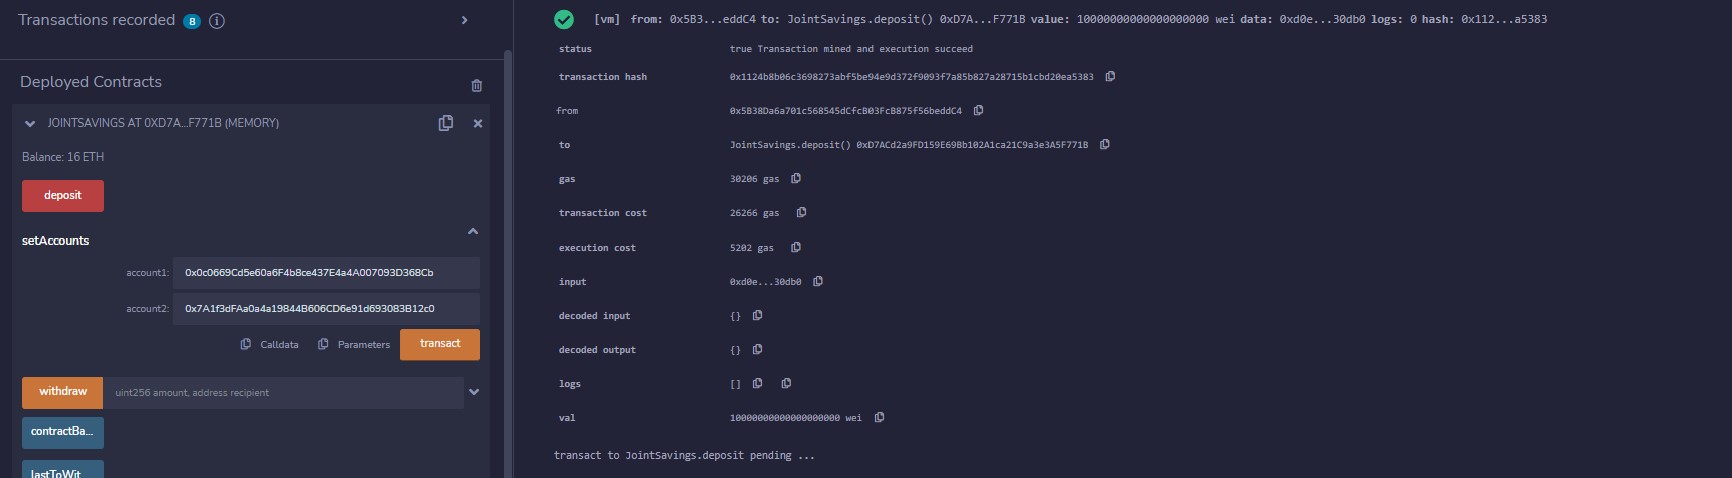 Transactions recorded 8 i
Deployed Contracts
JOINTSAVINGS AT 0XD7A...F771B (MEMORY)
Balance: 16 ETH
deposit
setAccounts
account1: 0x0c0669Cd5e60a6F4b8ce437E4a4A007093D368Cb
account2: 0x7A1f3dFAa0a4a19844B606CD6e91d693083B12c0
Calldata Parameters transact
withdraw uint256 amount, address recipient
contractBa...
lastToWit...
[vm] from: 0x5B3...eddC4 to: JointSavings.deposit() 0xD7A...F771B value: 10000000000000000000 wei data: 0xd0e...30db0 logs: 0 hash: 0x112...a5383
status true Transaction mined and execution succeed
transaction hash 0x1124b8b06c3698273abf5be94e9d372f9093f7a85b827a28715b1cbd20ea5383
from 0x5B38Da6a701c568545dCfcB03FcB875f56beddC4
to JointSavings.deposit() 0xD7ACd2a9FD159E69Bb102A1ca21C9a3e3A5F771B
gas 30206 gas
transaction cost 26266 gas
execution cost 5202 gas
input 0xd0e...30db0
decoded input {}
decoded output {}
logs []
val 10000000000000000000 wei
transact to JointSavings.deposit pending ...